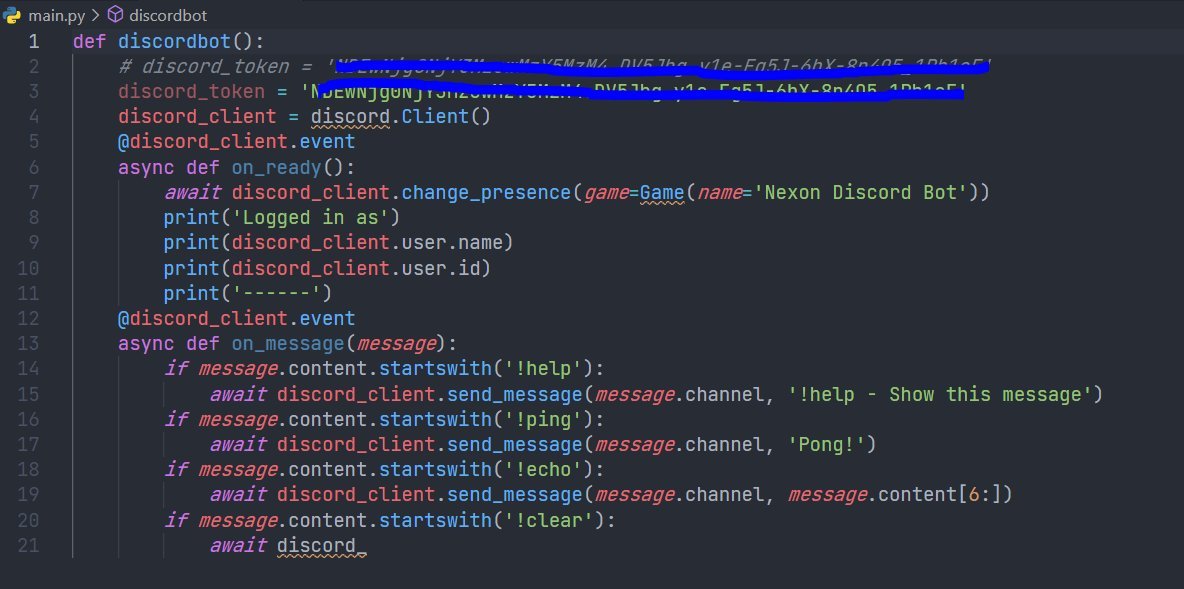 main.py > discordbot
1 def discordbot():
2 # discord_token = '
3 discord_token = '
4 discord_client = discord.Client()
5 @discord_client.event
6 async def on_ready():
7 await discord_client.change_presence(game=Game(name='Nexon Discord Bot'))
8 print('Logged in as')
9 print(discord_client.user.name)
10 print(discord_client.user.id)
11 print('------')
12 @discord_client.event
13 async def on_message(message):
14 if message.content.startswith('!help'):
15 await discord_client.send_message(message.channel, '!help - Show this message')
16 if message.content.startswith('!ping'):
17 await discord_client.send_message(message.channel, 'Pong!')
18 if message.content.startswith('!echo'):
19 await discord_client.send_message(message.channel, message.content[6:])
20 if message.content.startswith('!clear'):
21 await discord_